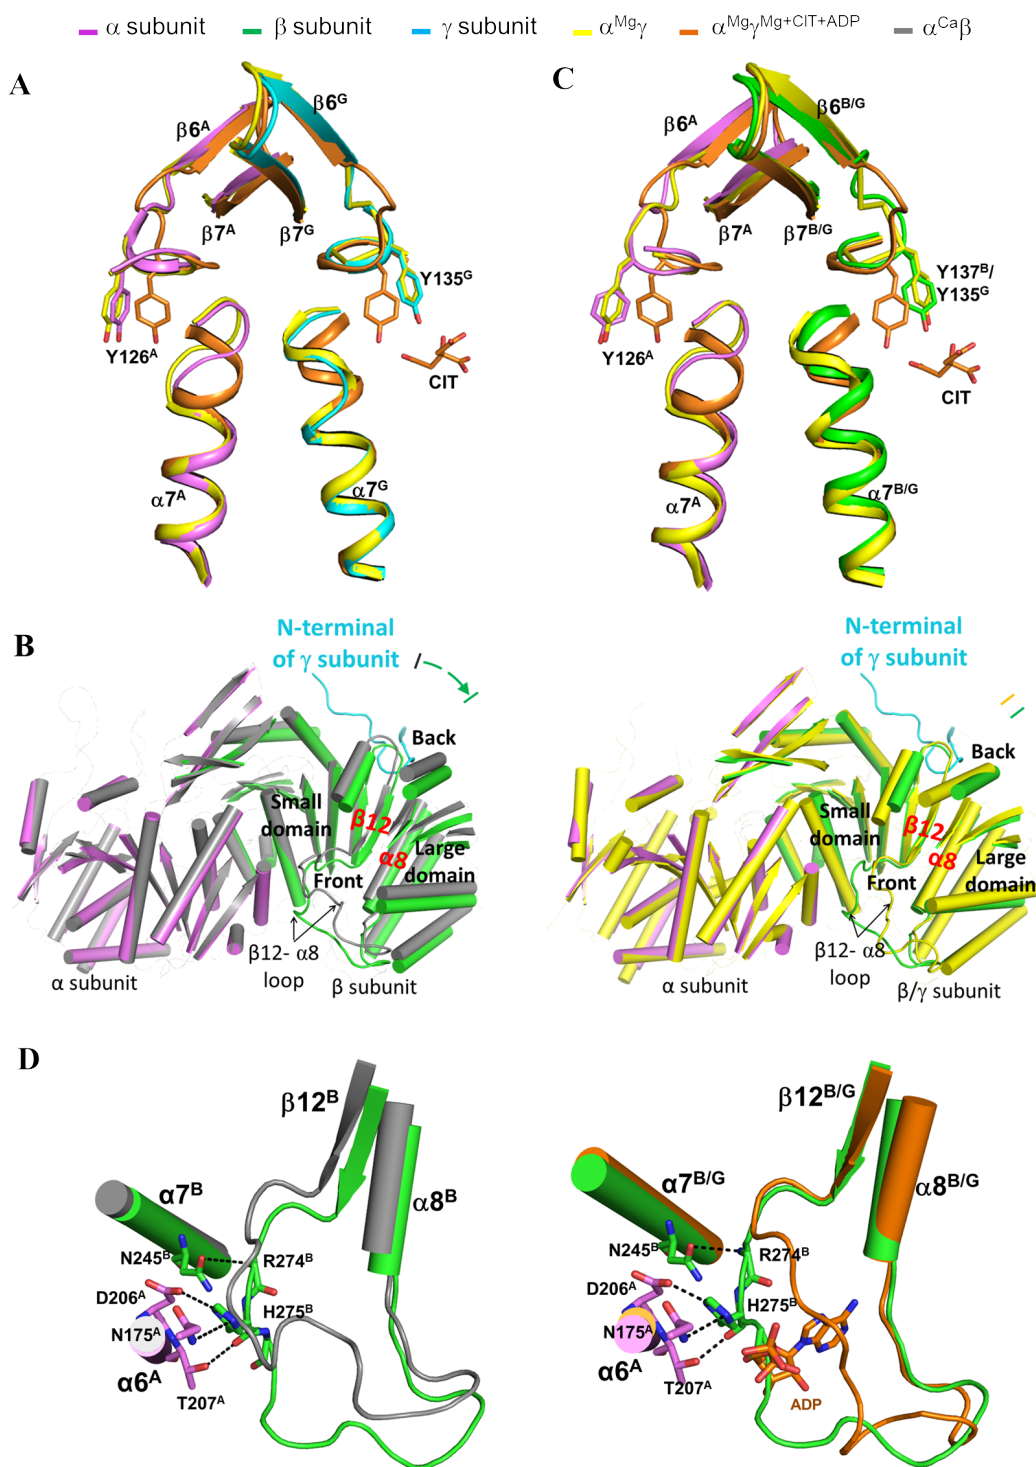 α subunit β subunit γ subunit α^Mgγ α^Mgγ^Mg+CIT+ADP α^Caβ
A
β6^G
β6^A
β7^A
β7^G
Y135^G
Y126^A
CIT
α7^A
α7^G
C
β6^B/G
β6^A
β7^A
β7^B/G
Y137^B/
Y135^G
Y126^A
CIT
α7^A
α7^B/G
B
N-terminal
of γ subunit
Back
Small
domain
β12
α8
Large
domain
Front
β12- α8
loop
α subunit
β subunit
N-terminal
of γ subunit
Back
Small
domain
β12
α8
Large
domain
Front
β12- α8
loop
α subunit
β/γ subunit
D
β12^B
α7^B
α8^B
N245^B
R274^B
D206^A
H275^B
N175^A
α6^A
T207^A
β12^B/G
α7^B/G
α8^B/G
N245^B
R274^B
D206^A
H275^B
N175^A
α6^A
T207^A
ADP